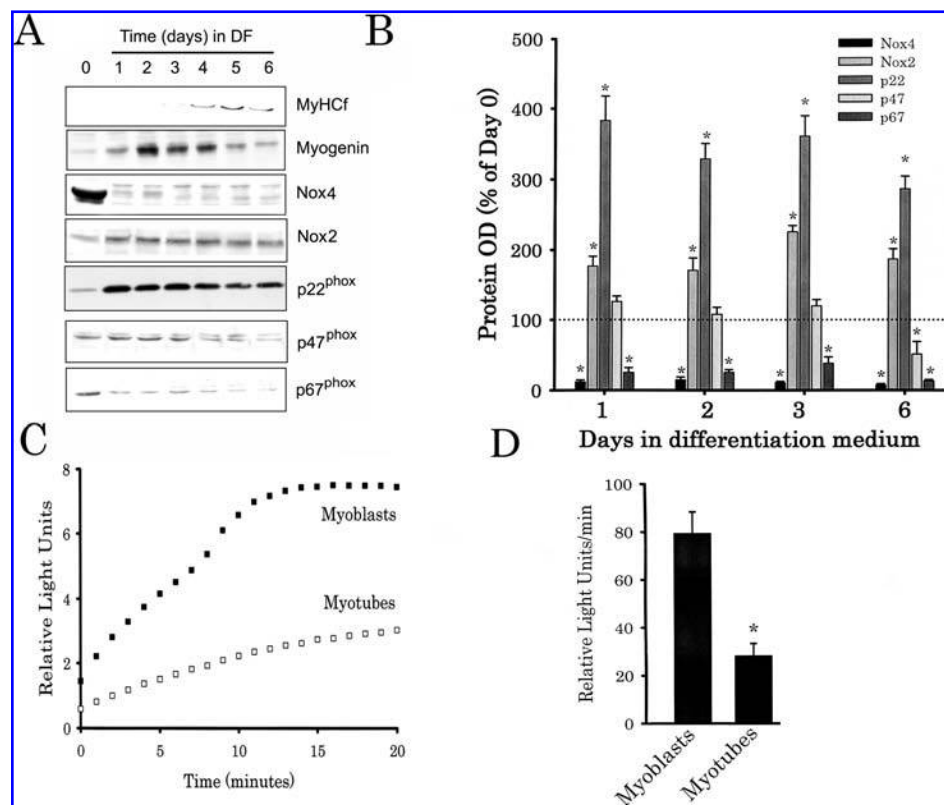 A
Time (days) in DF
0 1 2 3 4 5 6
MyHCf
Myogenin
Nox4
Nox2
p22phox
p47phox
p67phox
B
Protein OD (% of Day 0)
500
400
300
200
100
0
Nox4
Nox2
p22
p47
p67
* * * *
* * * *
* * * * * * * * *
1 2 3 6
Days in differentiation medium
C
Relative Light Units
8
6
4
2
0
Myoblasts
Myotubes
0 5 10 15 20
Time (minutes)
D
Relative Light Units/min
100
80
60
40
20
0
*
Myoblasts
Myotubes